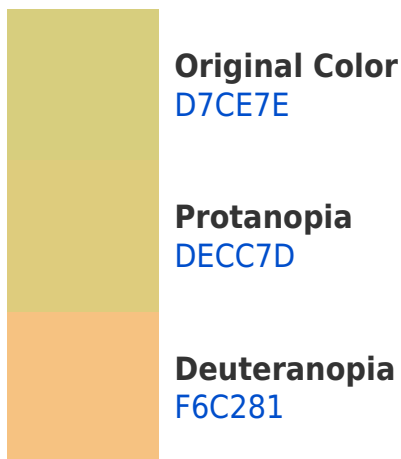 Original Color
D7CE7E
Protanopia
DECC7D
Deuteranopia
F6C281